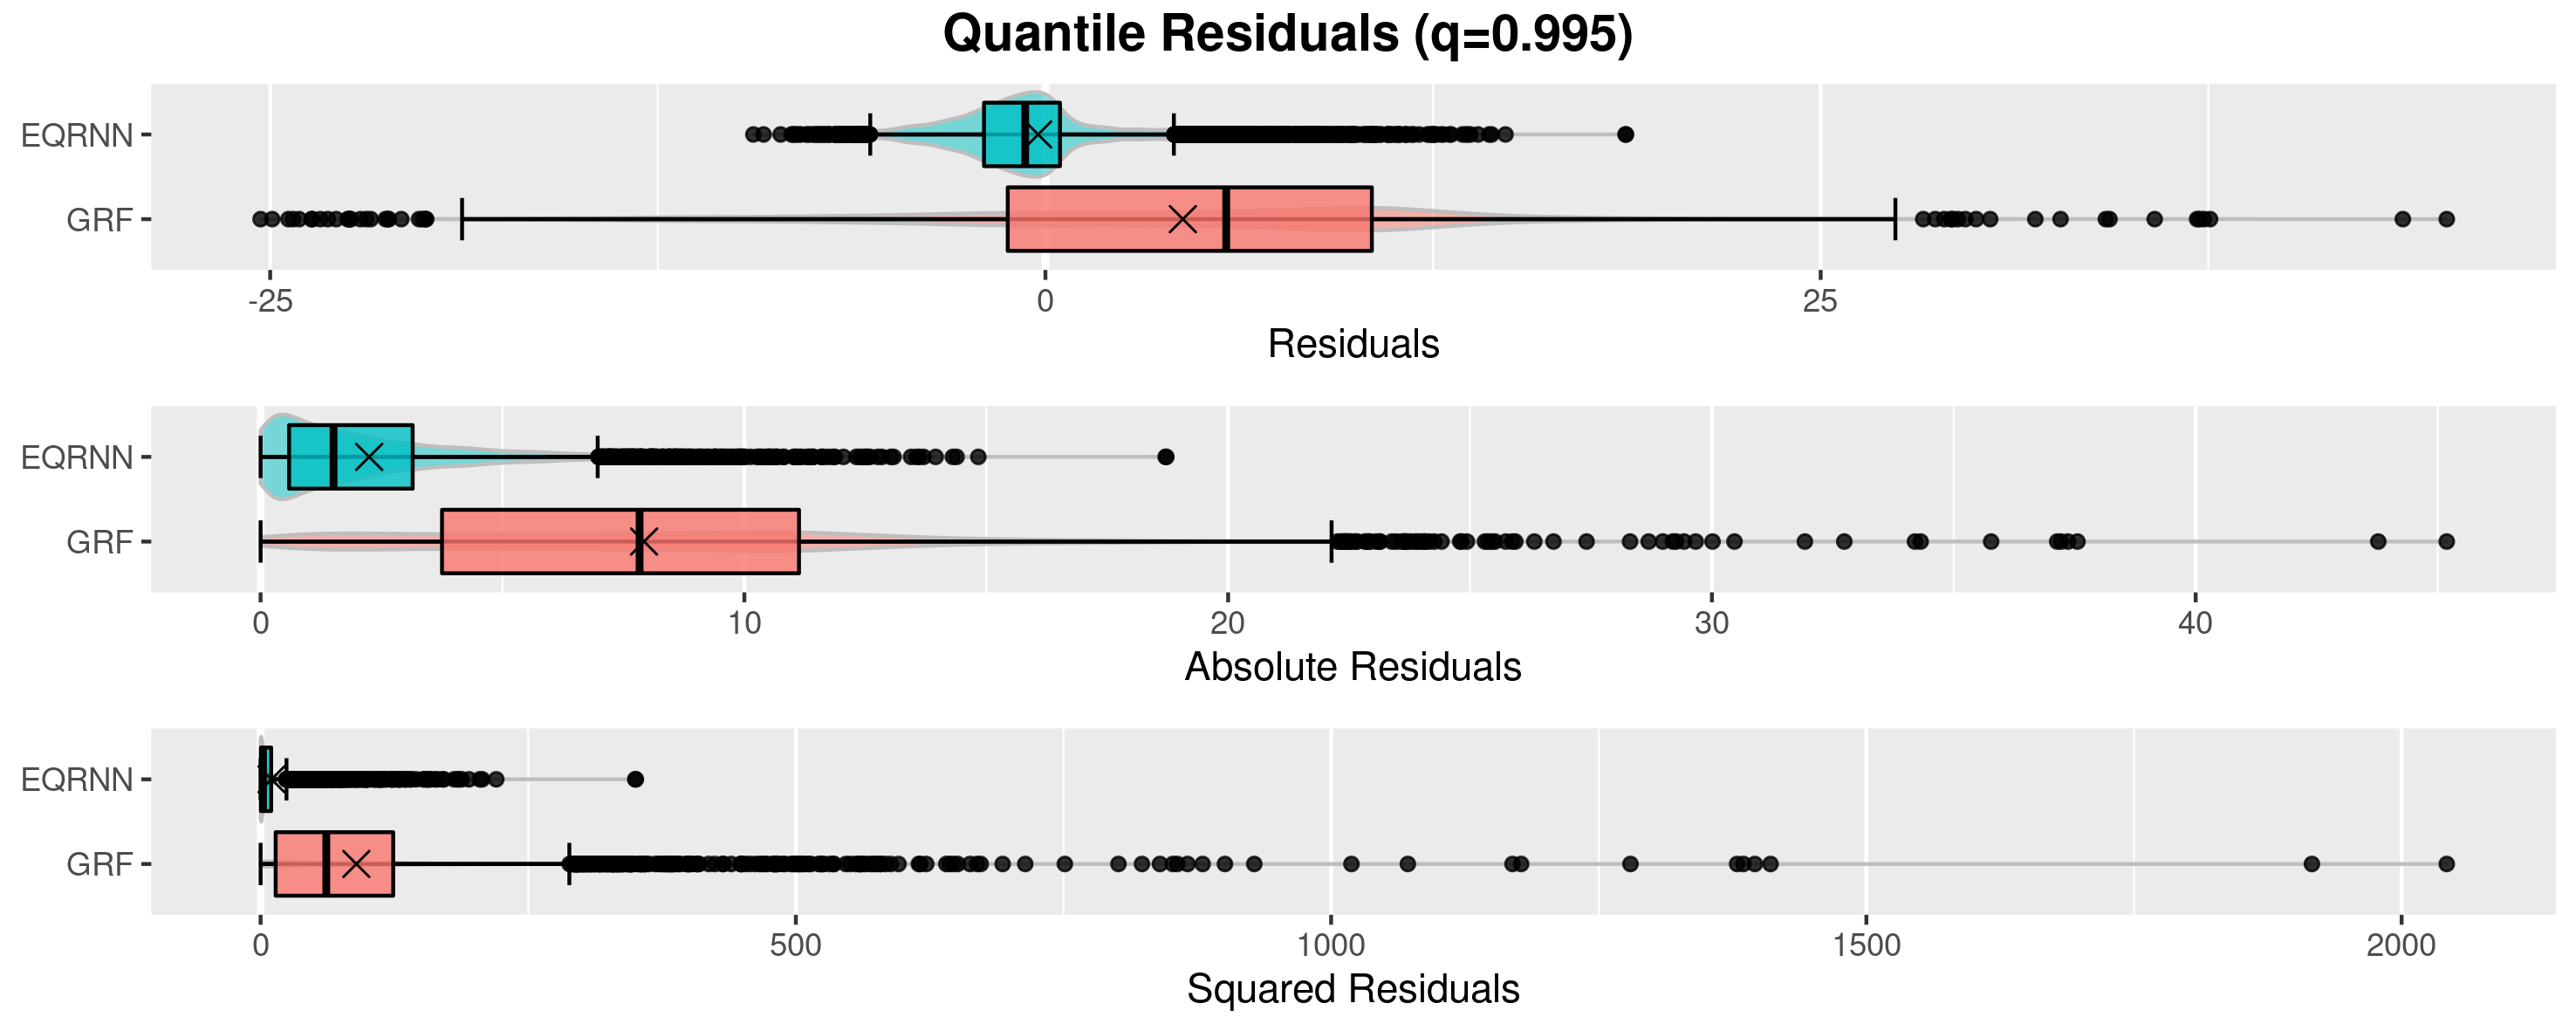 Quantile Residuals (q=0.995)
EQRNN
GRF
-25 0 25
Residuals
EQRNN
GRF
0 10 20 30 40
Absolute Residuals
EQRNN
GRF
0 500 1000 1500 2000
Squared Residuals